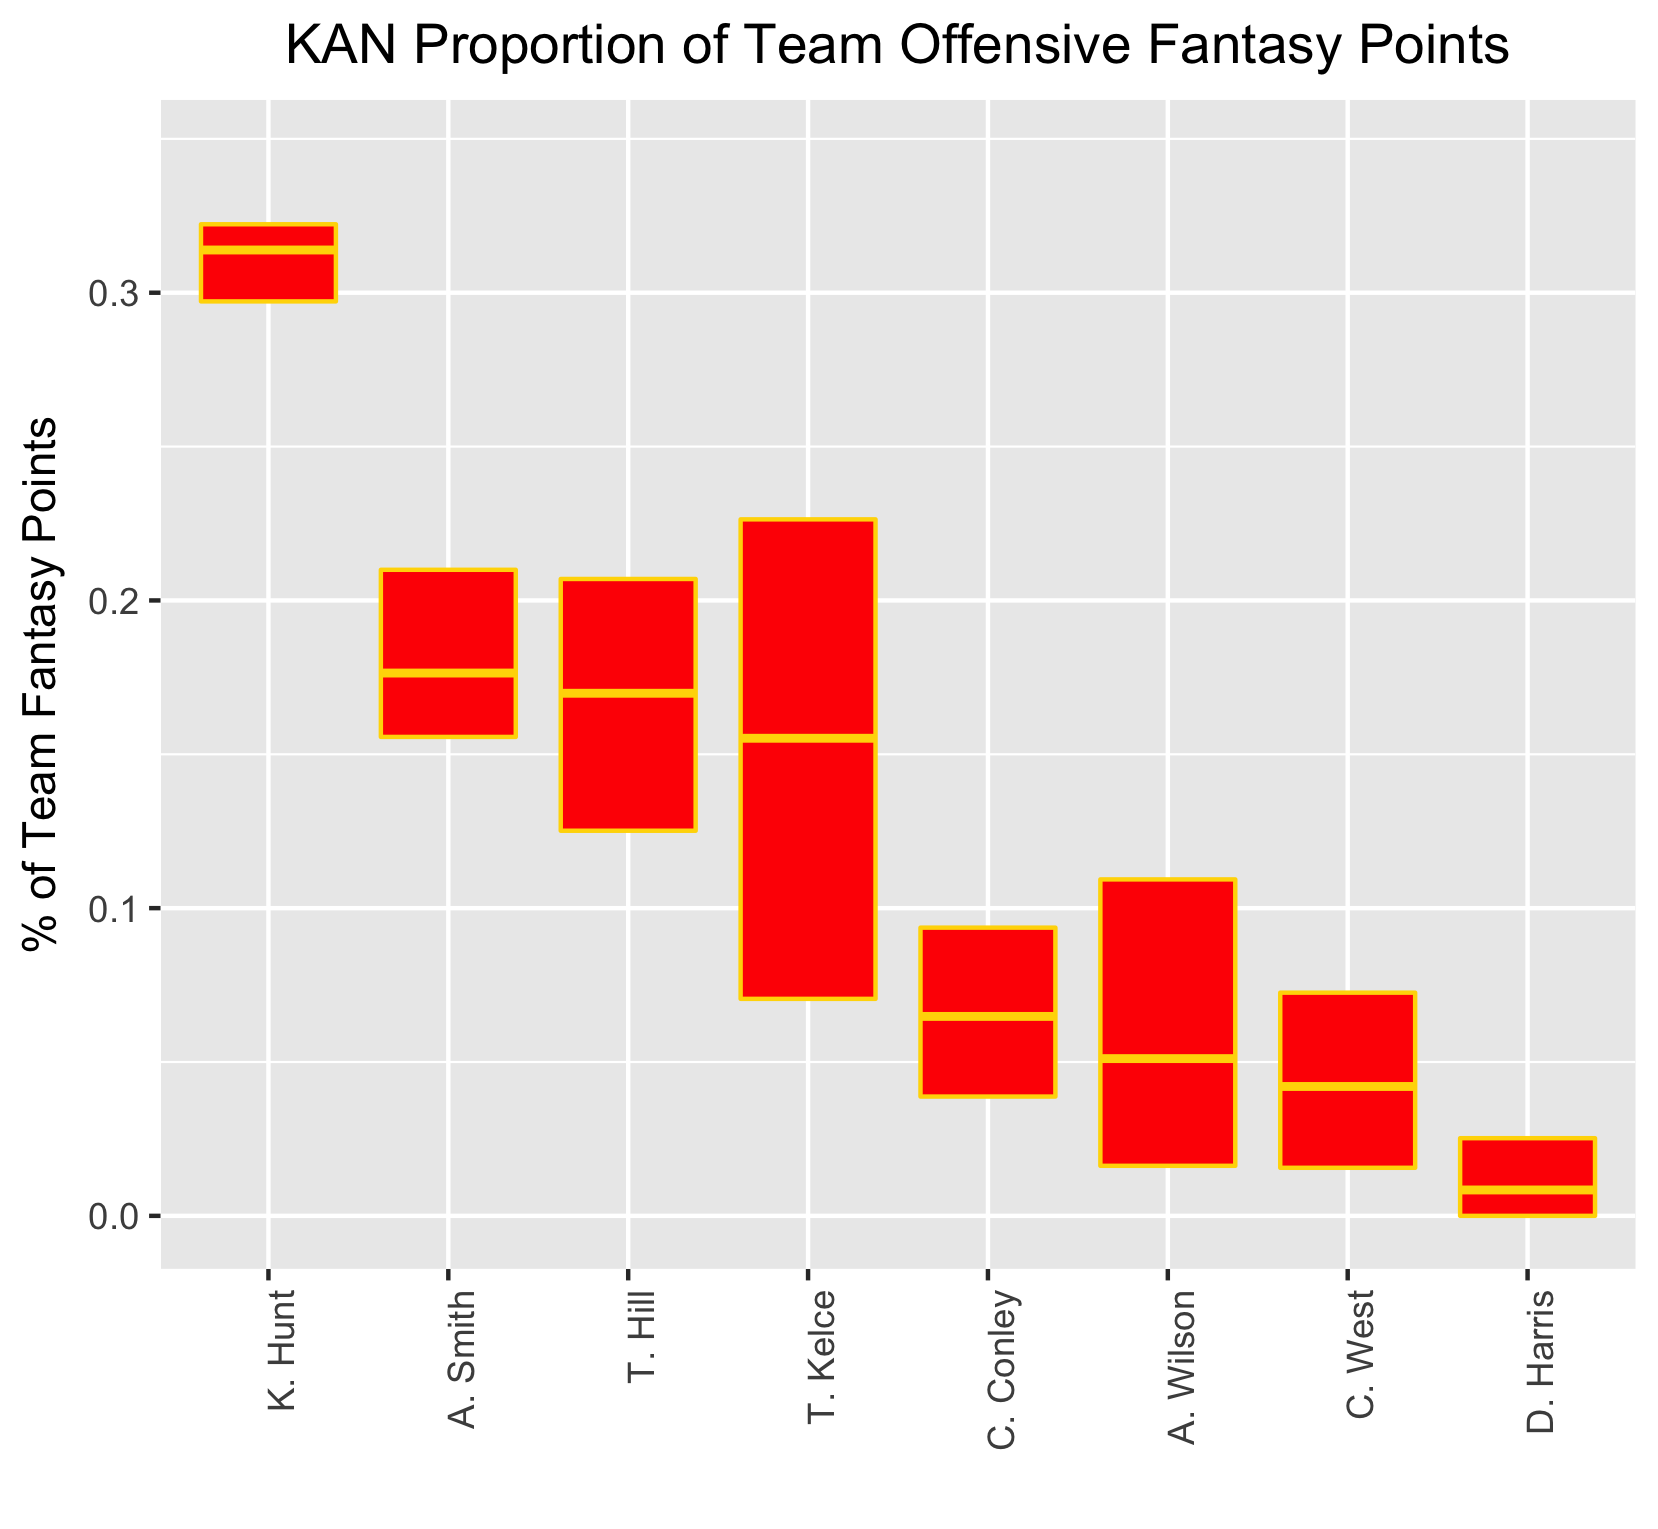 KAN Proportion of Team Offensive Fantasy Points
% of Team Fantasy Points
0.3
0.2
0.1
0.0
K. Hunt
A. Smith
T. Hill
T. Kelce
C. Conley
A. Wilson
C. West
D. Harris